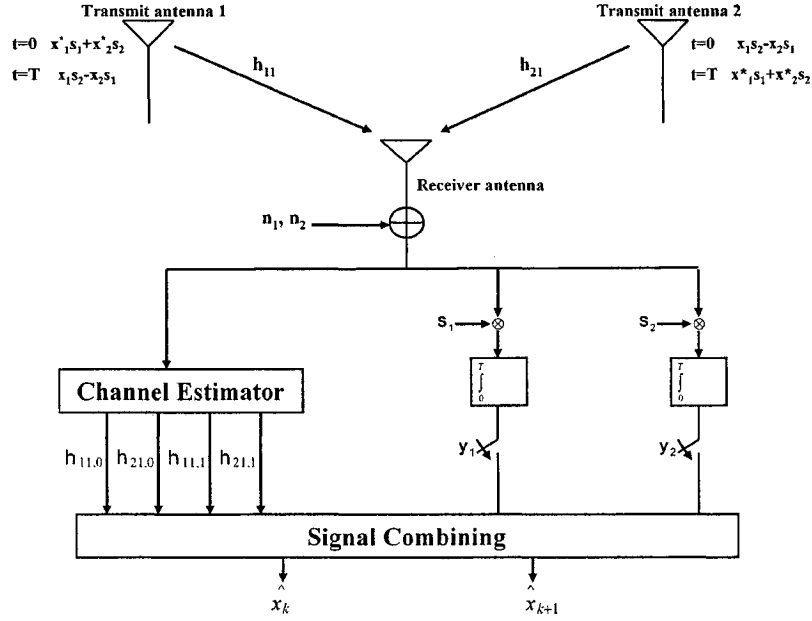 Transmit antenna 1
Transmit antenna 2
t=0 x*₁s₁+x*₂s₂
t=0 x₁s₂-x₂s₁
t=T x₁s₂-x₂s₁
t=T x*₁s₁+x*₂s₂
h₁₁
h₂₁
Receiver antenna
n₁, n₂
S₁
S₂
T
∫
0
T
∫
0
Channel Estimator
y₁
y₂
h₁₁,₀ h₂₁,₀ h₁₁,₁ h₂₁,₁
Signal Combining
x̂ₖ
x̂ₖ₊₁